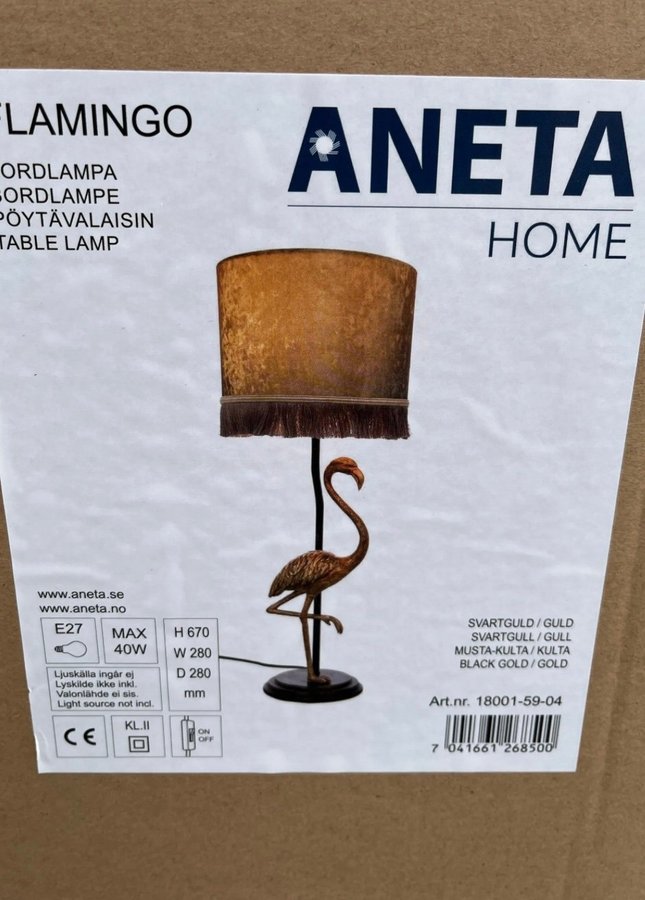 FLAMINGO
ANETA
HOME
BORDLAMPA
BORDLAMPE
PÖYTÄVALAISIN
TABLE LAMP
www.aneta.se
www.aneta.no
E27
MAX
40W
H 670
W 280
D 280
mm
Ljuskälla ingår ej
Lyskilde ikke inkl.
Valonlähde ei sis.
Light source not incl.
CE
KL.II
ON
OFF
SVARTGULD / GULD
SVARTGULL / GULL
MUSTA-KULTA / KULTA
BLACK GOLD / GOLD
Art.nr. 18001-59-04
7 041661 268500